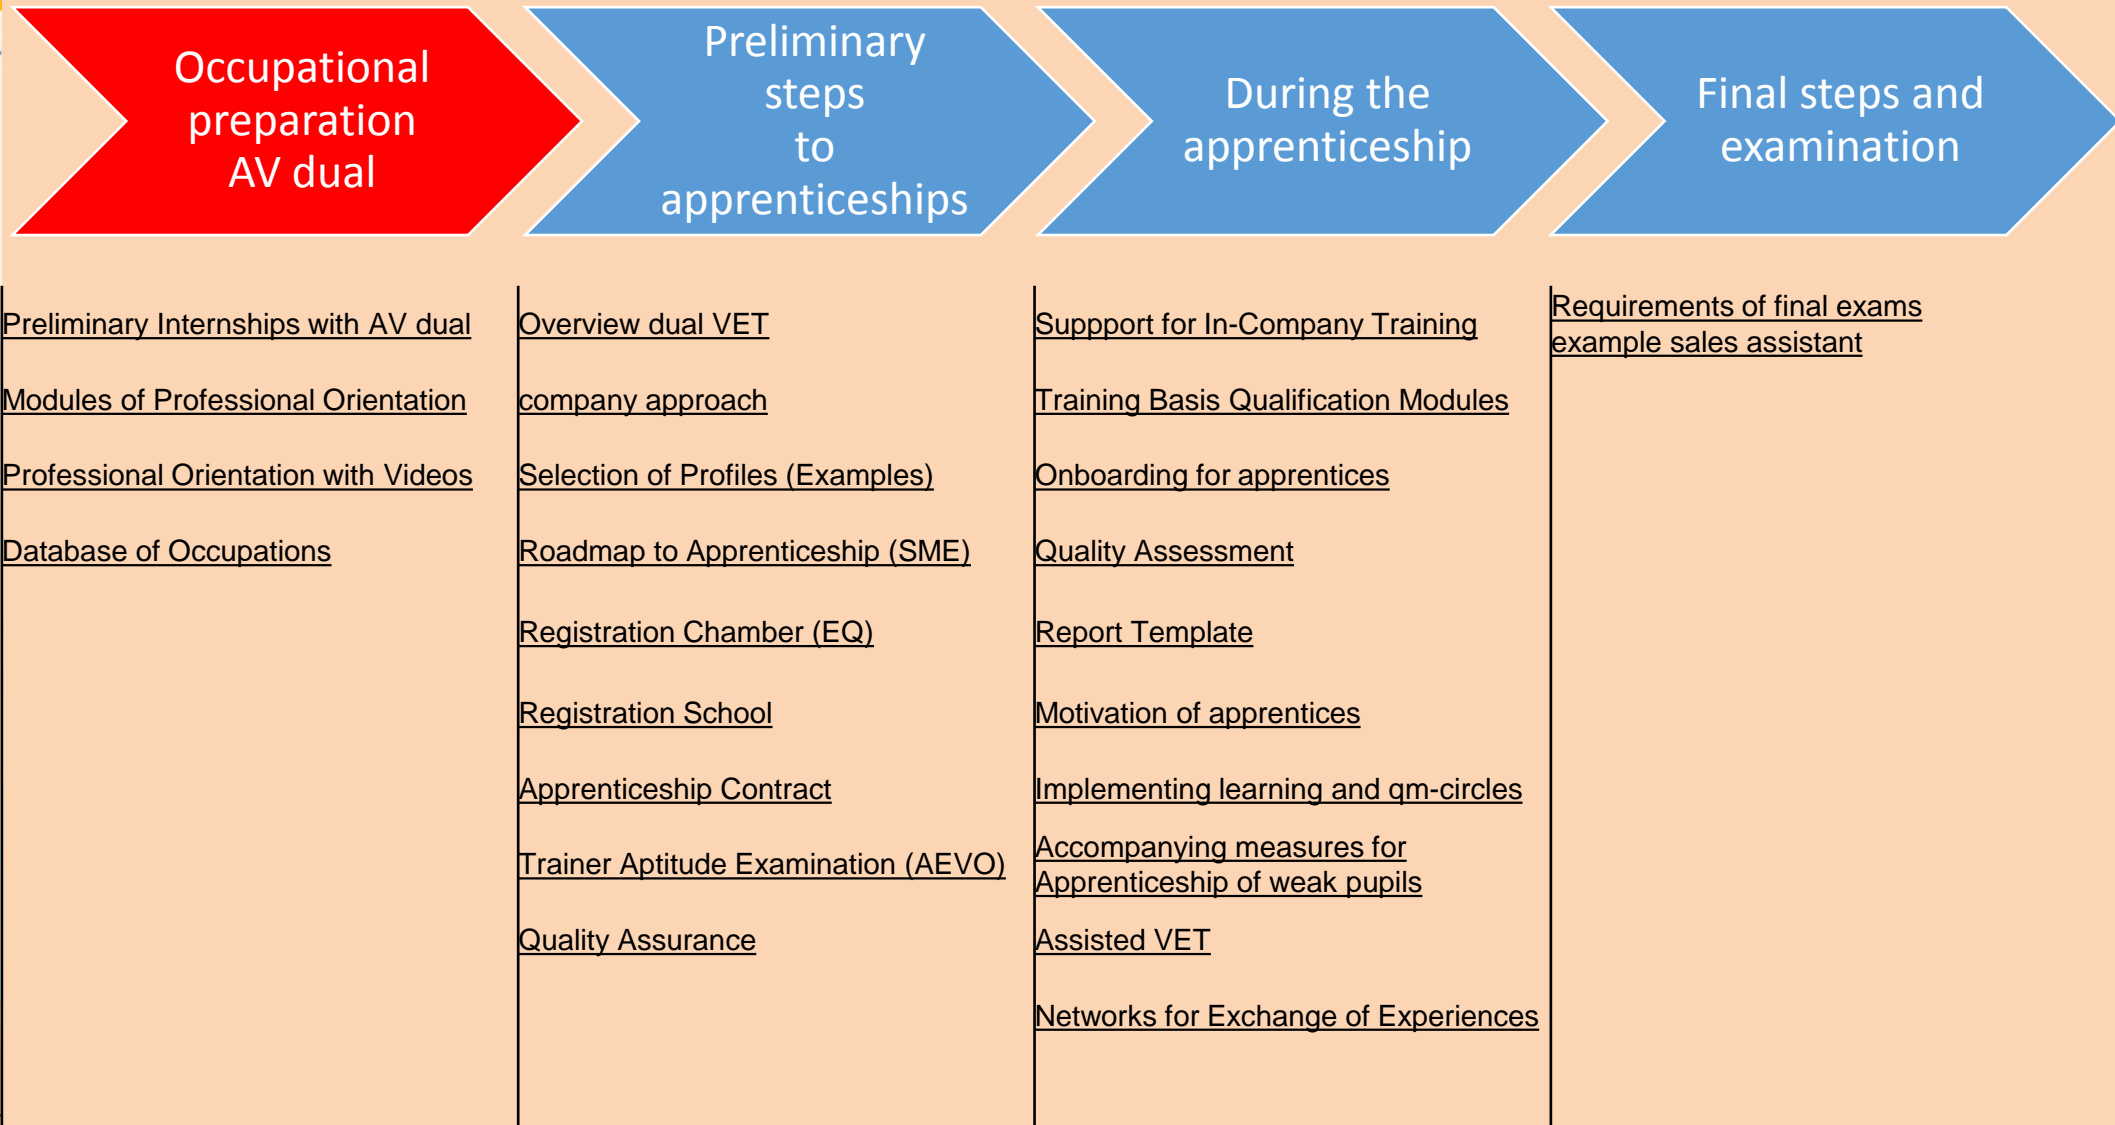 Occupational
preparation
AV dual
Preliminary
steps
to
apprenticeships
During the
apprenticeship
Final steps and
examination
Preliminary Internships with AV dual
Modules of Professional Orientation
Professional Orientation with Videos
Database of Occupations
Overview dual VET
company approach
Selection of Profiles (Examples)
Roadmap to Apprenticeship (SME)
Registration Chamber (EQ)
Registration School
Apprenticeship Contract
Trainer Aptitude Examination (AEVO)
Quality Assurance
Suppport for In-Company Training
Training Basis Qualification Modules
Onboarding for apprentices
Quality Assessment
Report Template
Motivation of apprentices
Implementing learning and qm-circles
Accompanying measures for
Apprenticeship of weak pupils
Assisted VET
Networks for Exchange of Experiences
Requirements of final exams
example sales assistant